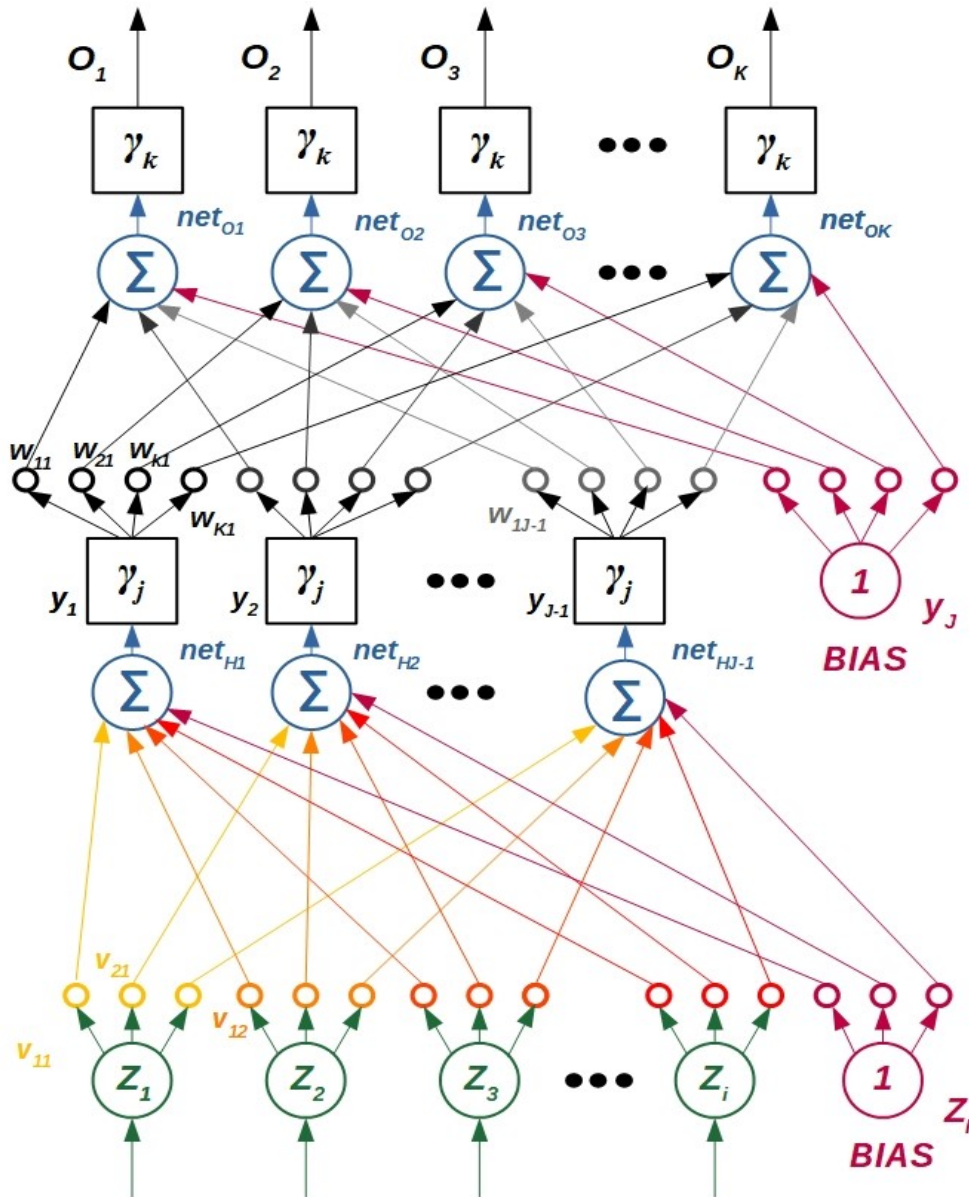 O1 O2 O3 OK
γk γk γk γk
netO1 netO2 netO3 netOK
Σ Σ Σ Σ
w11 w21 wk1
wK1 w1J-1
γj γj γj 1
y1 y2 yJ-1 yJ
BIAS
netH1 netH2 netHJ-1
Σ Σ Σ
v21
v12
v11
Z1 Z2 Z3 Zi 1
BIAS